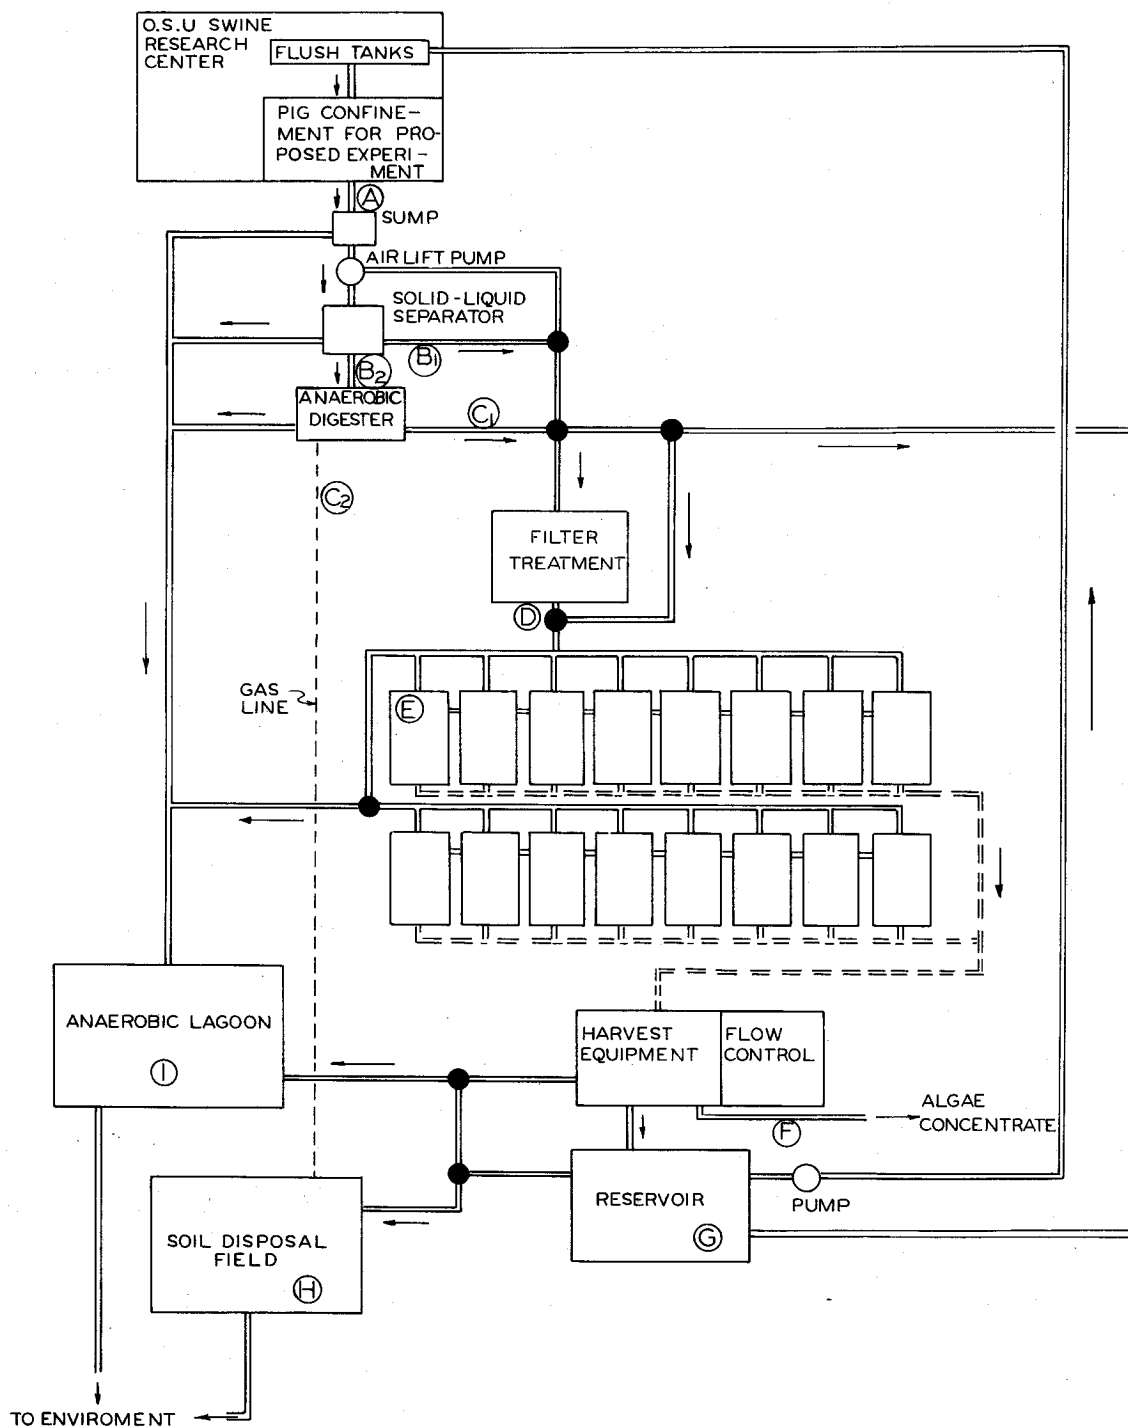 O.S.U SWINE
RESEARCH
CENTER
FLUSH TANKS
PIG CONFINE-
MENT FOR PRO-
POSED EXPERI-
MENT
A
SUMP
AIR LIFT PUMP
SOLID-LIQUID
SEPARATOR
B1
B2
ANAEROBIC
DIGESTER
C1
C2
FILTER
TREATMENT
D
GAS
LINE
E
ANAEROBIC LAGOON
I
HARVEST
EQUIPMENT
FLOW
CONTROL
ALGAE
CONCENTRATE
F
RESERVOIR
G
PUMP
SOIL DISPOSAL
FIELD
H
TO ENVIROMENT